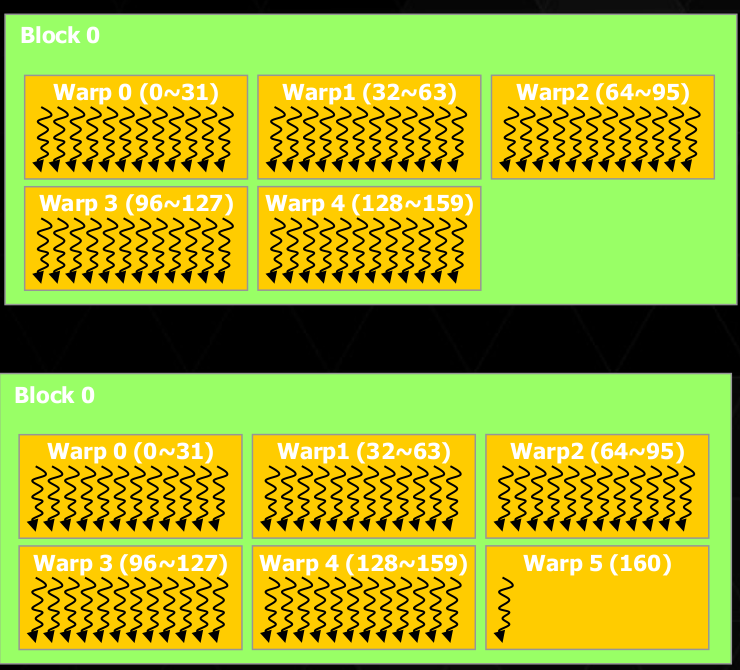 Block 0
Warp 0 (0~31) Warp1 (32~63) Warp2 (64~95)
Warp 3 (96~127) Warp 4 (128~159)
Block 0
Warp 0 (0~31) Warp1 (32~63) Warp2 (64~95)
Warp 3 (96~127) Warp 4 (128~159) Warp 5 (160)